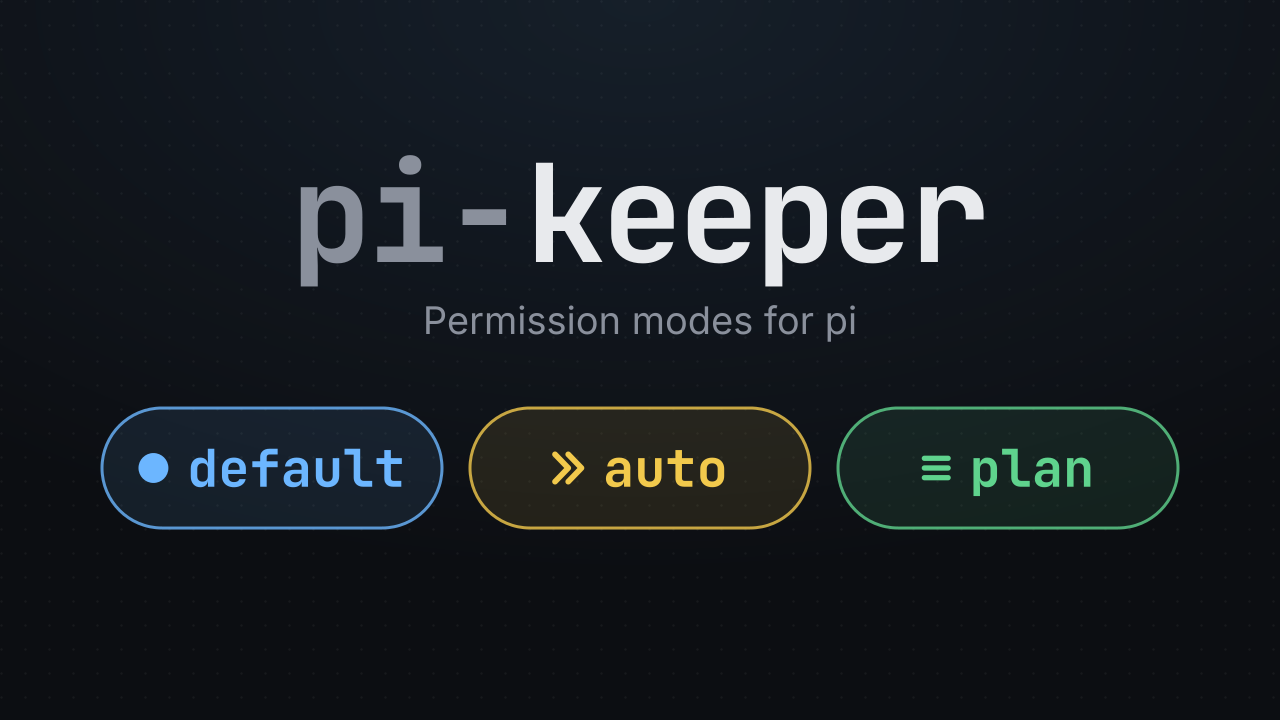 pi-keeper
Permission modes for pi
default
auto
plan